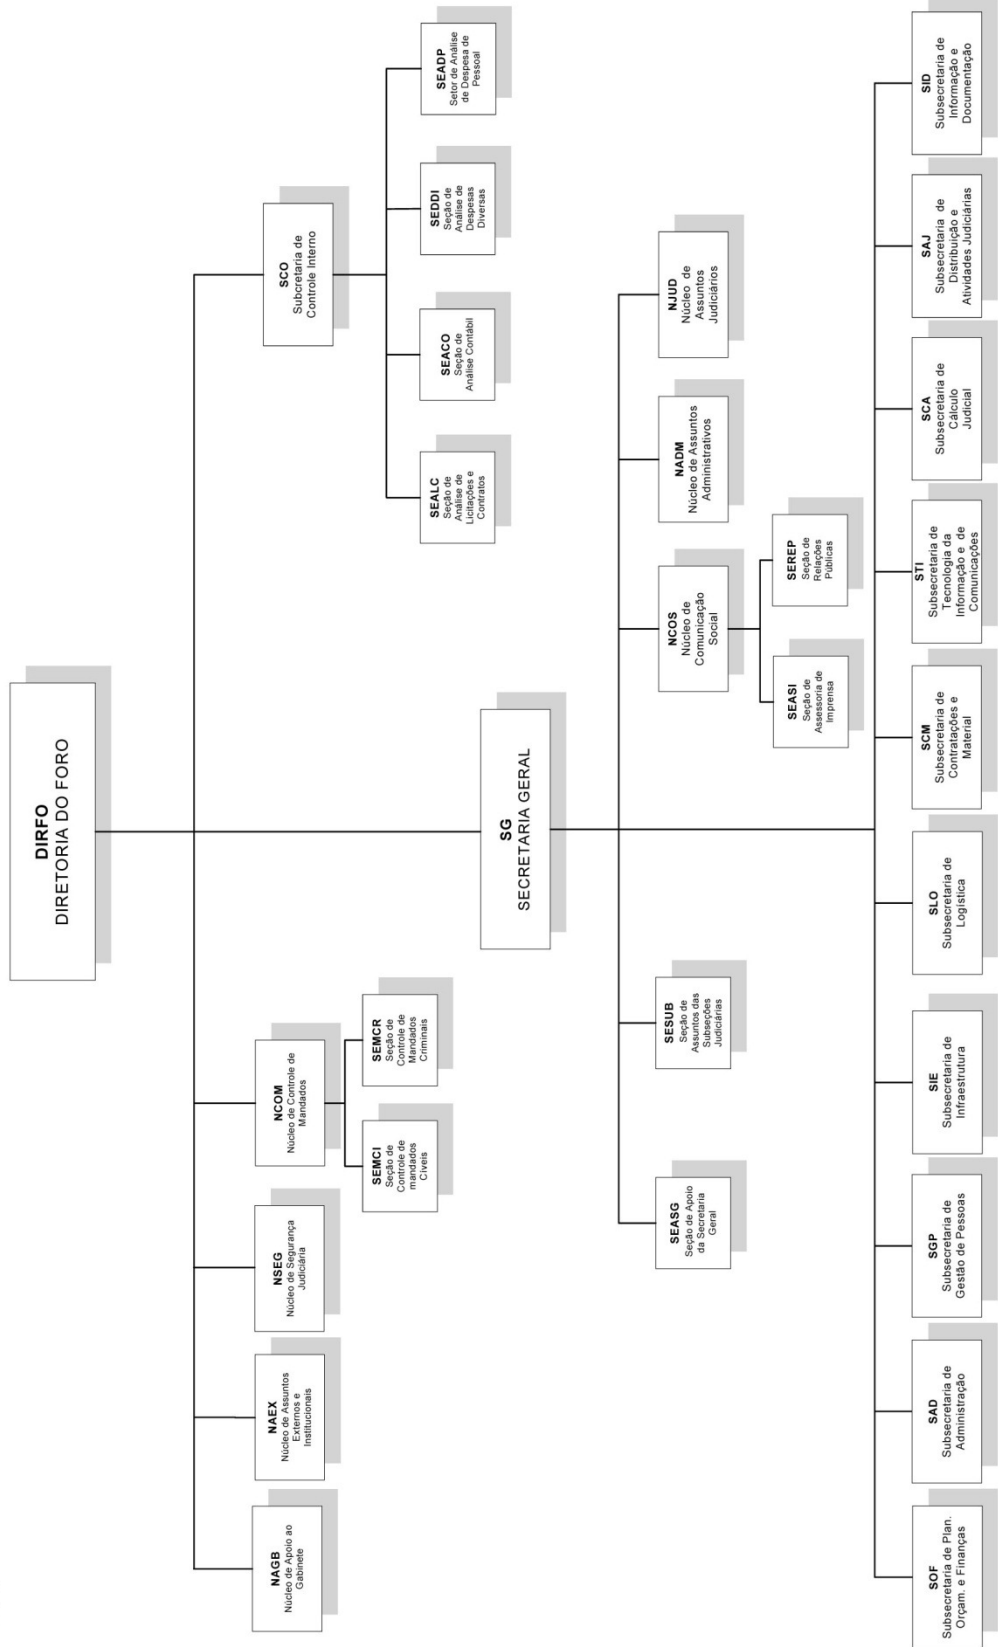 DIRFO
DIRETORIA DO FORO
NAGB
Núcleo de Apoio ao
Gabinete
NAEX
Núcleo de Assuntos
Externos e
Institucionais
NSEG
Núcleo de Segurança
Judiciária
NCOM
Núcleo de Controle de
Mandados
SEMCI
Seção de
Controle de
mandados
Cíveis
SEMCR
Seção de
Controle de
Mandados
Criminais
SCO
Subcretaria de
Controle Interno
SEALC
Seção de
Análise de
Licitações e
Contratos
SEACO
Seção de
Análise Contábil
SEDDI
Seção de
Análise de
Despesas
Diversas
SEADP
Setor de Análise
de Despesa de
Pessoal
SG
SECRETARIA GERAL
SEASG
Seção de Apoio
da Secretaria
Geral
SESUB
Seção de
Assuntos das
Subseções
Judiciárias
NCOS
Núcleo de
Comunicação
Social
SEASI
Seção de
Assessoria de
Imprensa
SEREP
Seção de
Relações
Públicas
NADM
Núcleo de Assuntos
Administrativos
NJUD
Núcleo de
Assuntos
Judiciários
SOF
Subsecretaria de Plan.
Orçam. e Finanças
SAD
Subsecretaria de
Administração
SGP
Subsecretaria de
Gestão de Pessoas
SIE
Subsecretaria de
Infraestrutura
SLO
Subsecretaria de
Logística
SCM
Subsecretaria de
Contratações e
Material
STI
Subsecretaria de
Tecnologia da
Informação e de
Comunicações
SCA
Subsecretaria de
Cálculo
Judicial
SAJ
Subsecretaria de
Distribuição e
Atividades Judiciárias
SID
Subsecretaria de
Informação e
Documentação